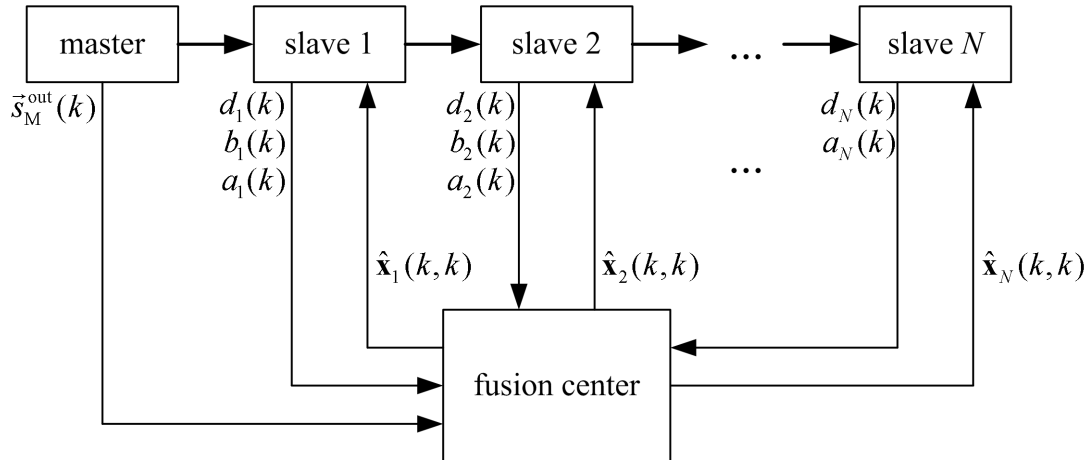 master
slave 1
slave 2
...
slave N
s⃗_M^out(k)
d_1(k)
b_1(k)
a_1(k)
d_2(k)
b_2(k)
a_2(k)
...
d_N(k)
a_N(k)
x̂_1(k,k)
x̂_2(k,k)
x̂_N(k,k)
fusion center